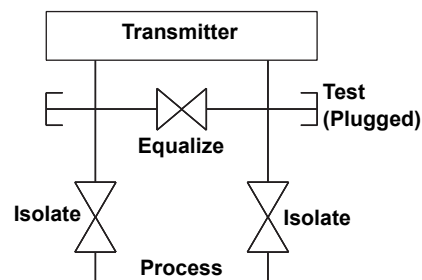 Transmitter
Test
(Plugged)
Equalize
Isolate
Isolate
Process